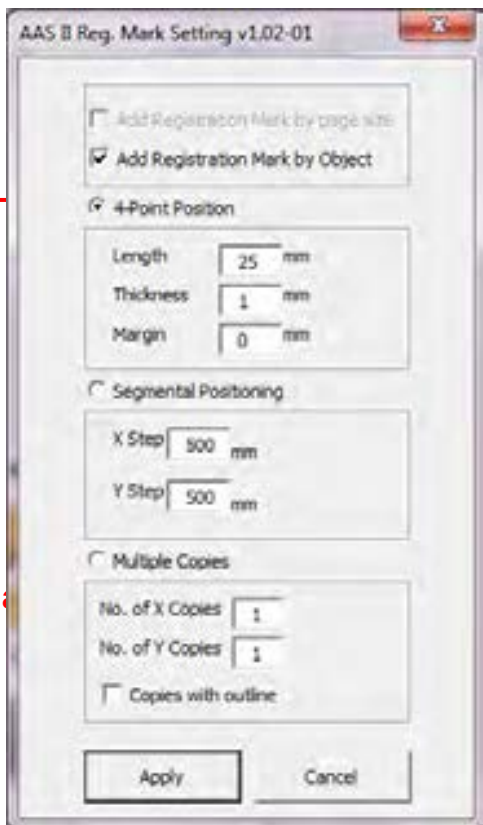 AAS II Reg. Mark Setting v1.02-01
Add Registration Mark by page size
Add Registration Mark by Object
4-Point Position
Length 25 mm
Thickness 1 mm
Margin 0 mm
Segmental Positioning
X Step 500 mm
Y Step 500 mm
Multiple Copies
No. of X Copies 1
No. of Y Copies 1
Copies with outline
Apply Cancel